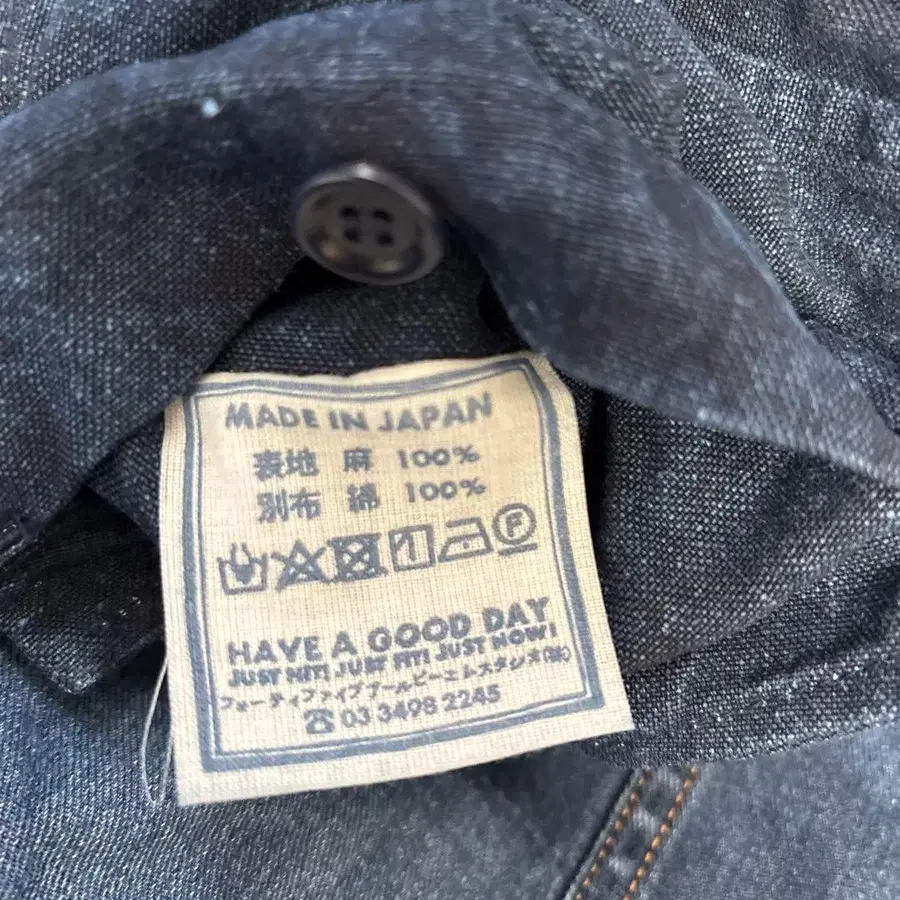 MADE IN JAPAN
表地 麻 100%
別布 綿 100%
F
HAVE A GOOD DAY
JUST HIT! JUST FIT! JUST NOW!
フォーティファイブアールピーエムスタジオ(株)
☎03 3498 2245